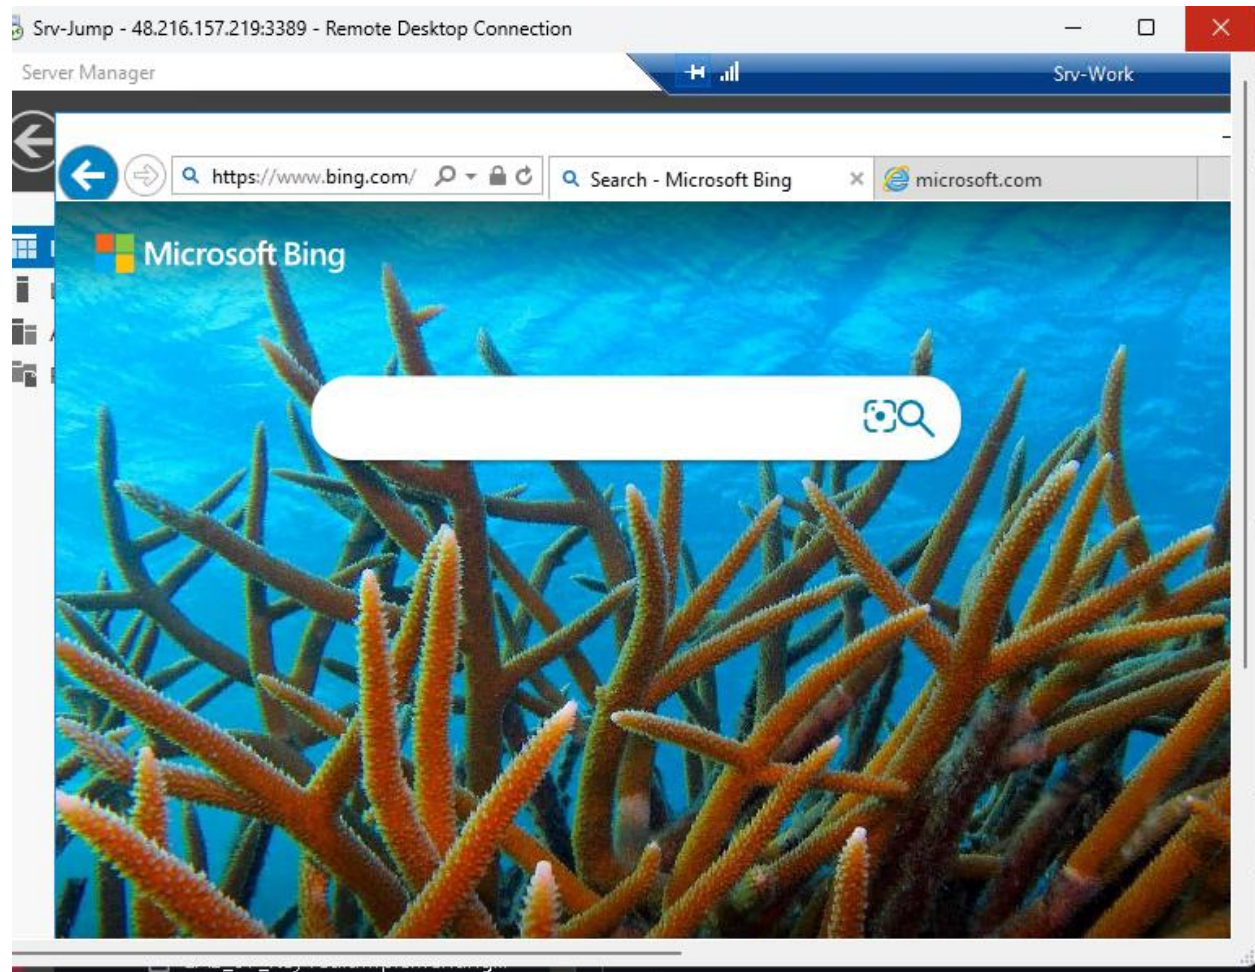 Srv-Jump - 48.216.157.219:3389 - Remote Desktop Connection
Server Manager
Srv-Work
https://www.bing.com/
Search - Microsoft Bing
microsoft.com
Microsoft Bing